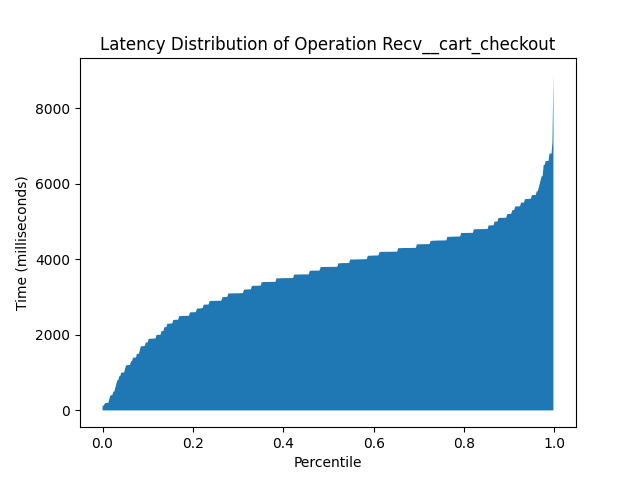 Latency Distribution of Operation Recv__cart_checkout
8000
6000
4000
2000
0
Time (milliseconds)
0.0 0.2 0.4 0.6 0.8 1.0
Percentile